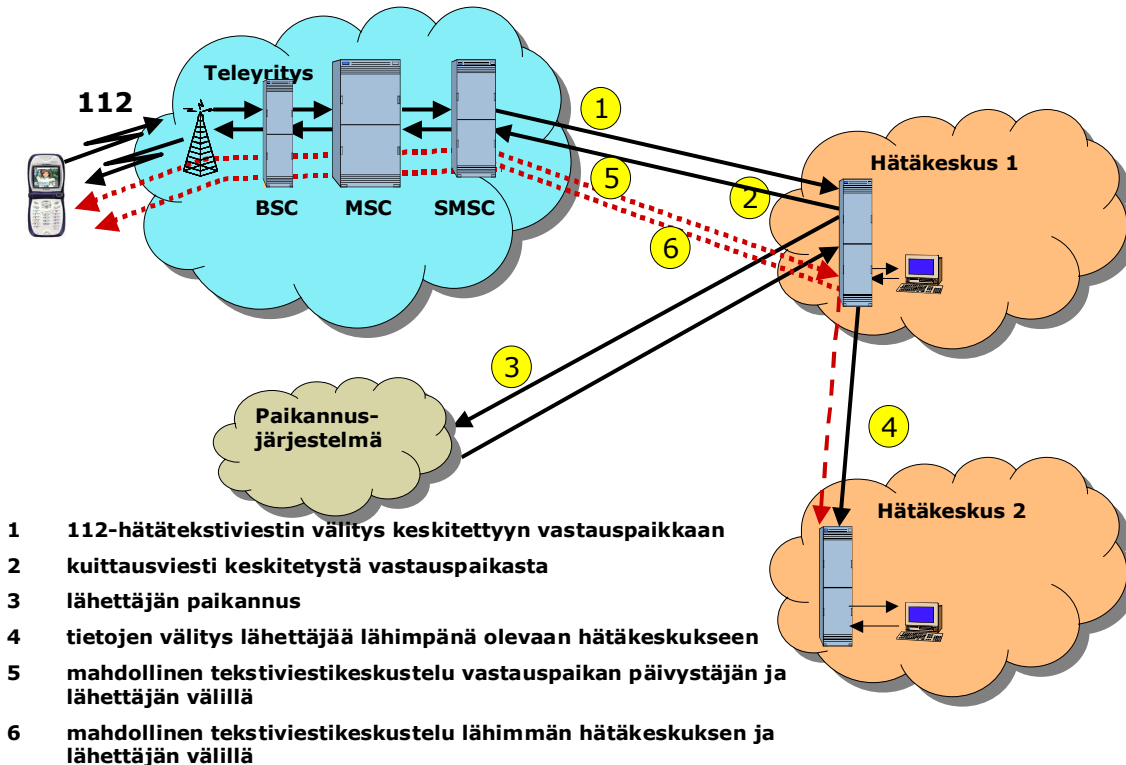 Teleyritys
112
1
Hätäkeskus 1
5
2
BSC MSC SMSC
6
3
Paikannus-
järjestelmä
4
Hätäkeskus 2
1 112-hätätekstiviestin välitys keskitettyyn vastauspaikkaan
2 kuittausviesti keskitetystä vastauspaikasta
3 lähettäjän paikannus
4 tietojen välitys lähettäjää lähimpänä olevaan hätäkeskukseen
5 mahdollinen tekstiviestikeskustelu vastauspaikan päivystäjän ja
lähettäjän välillä
6 mahdollinen tekstiviestikeskustelu lähimmän hätäkeskuksen ja
lähettäjän välillä